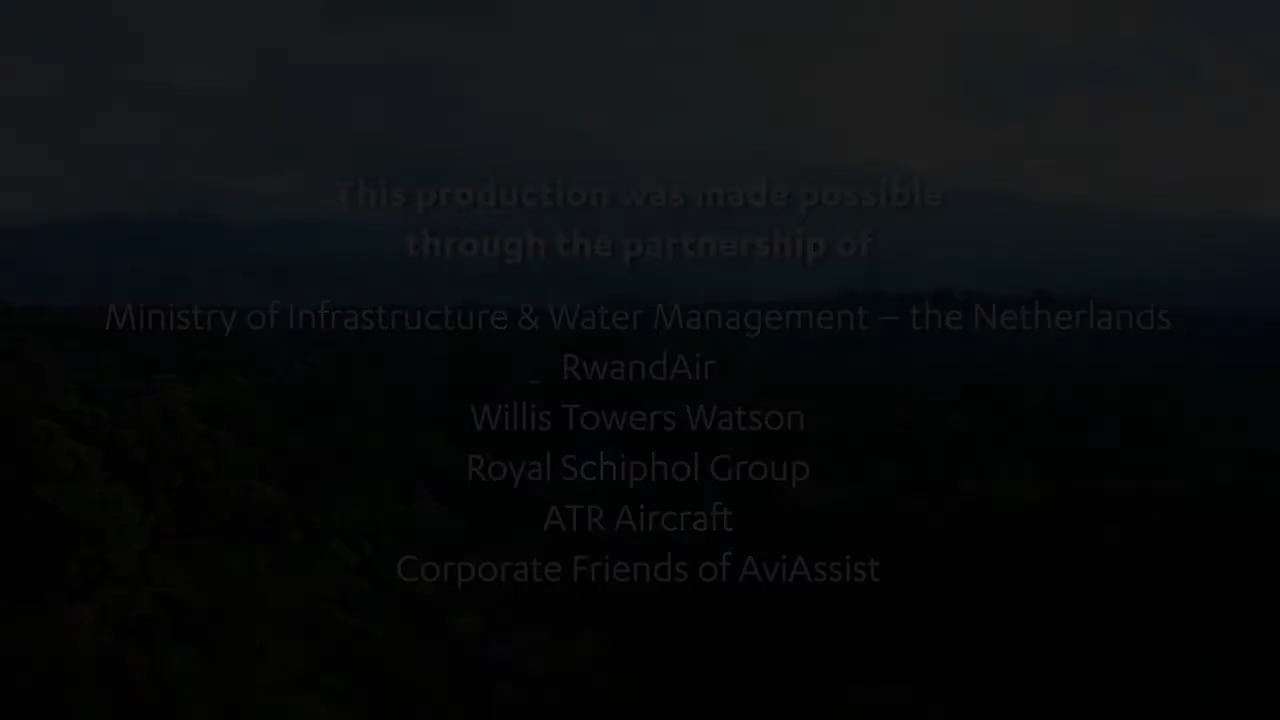 This production was made possible
through the partnership of
Ministry of Infrastructure & Water Management – the Netherlands
RwandAir
Willis Towers Watson
Royal Schiphol Group
ATR Aircraft
Corporate Friends of AviAssist